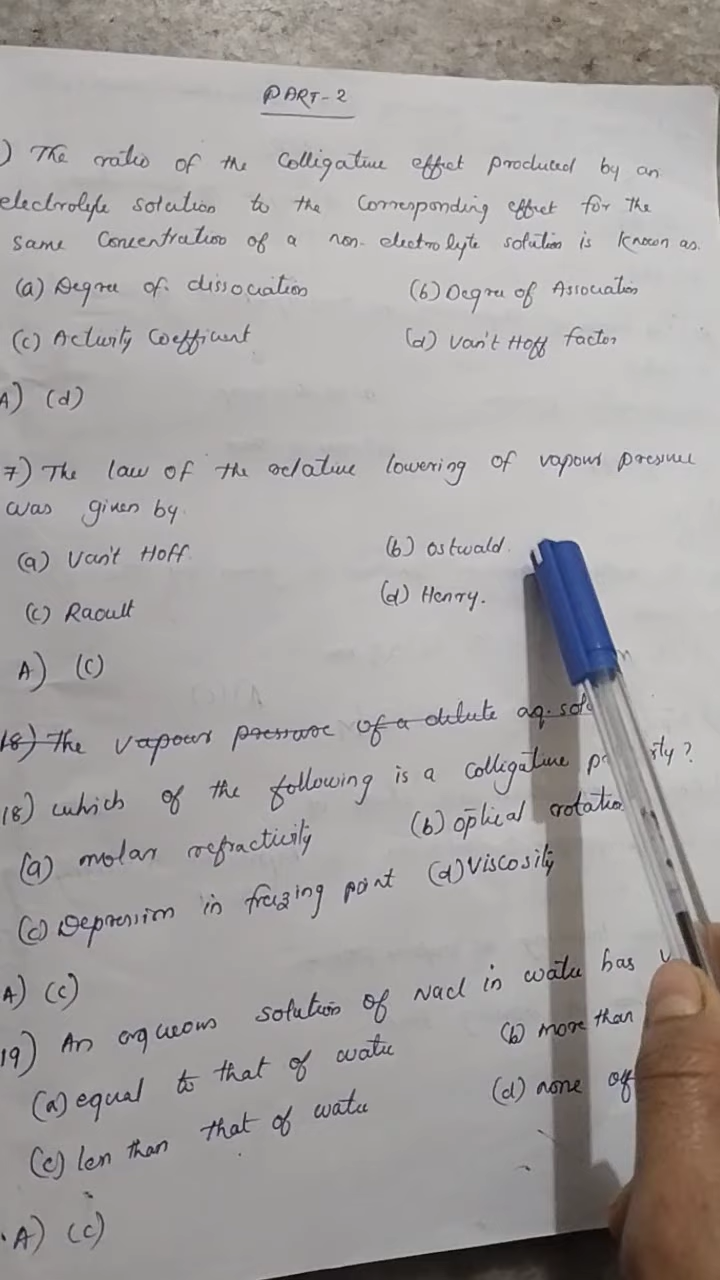 PART-2
) The ratio of the Colligative effect produced by an
electrolyte solution to the Corresponding effect for the
same Concentration of a non-electrolyte solution is known as.
(a) Degree of dissociation (b) Degree of Association
(c) Activity Coefficient (d) Van't Hoff factor
A) (d)
7) The law of the relative lowering of vapour pressure
was given by
(a) Van't Hoff (b) Ostwald.
(c) Raoult (d) Henry.
A) (c)
18) The vapour pressure of a dilute aq. sol
18) which of the following is a colligative p rty?
(a) molar refractivity (b) optical rotation
(c) Depression in freezing point (d) Viscosity
A) (c)
19) An aqueous solution of Nacl in water has
(a) equal to that of water (b) more than
(c) less than that of water (d) none of
A) (c)